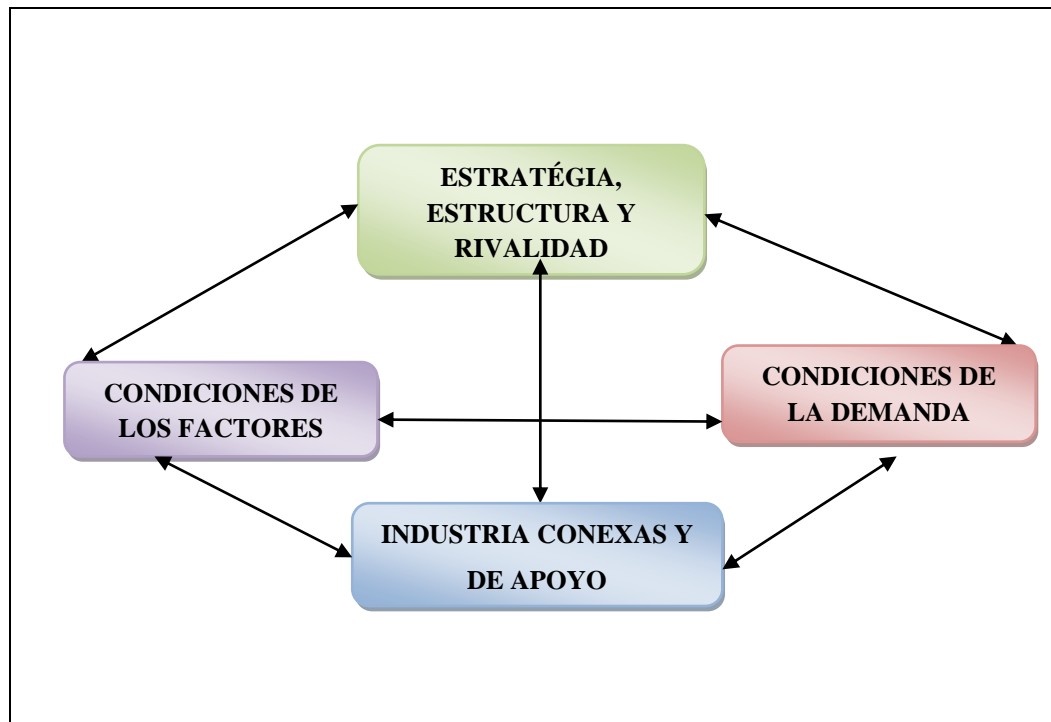 ESTRATÉGIA,
ESTRUCTURA Y
RIVALIDAD
CONDICIONES DE
LOS FACTORES
CONDICIONES DE
LA DEMANDA
INDUSTRIA CONEXAS Y
DE APOYO